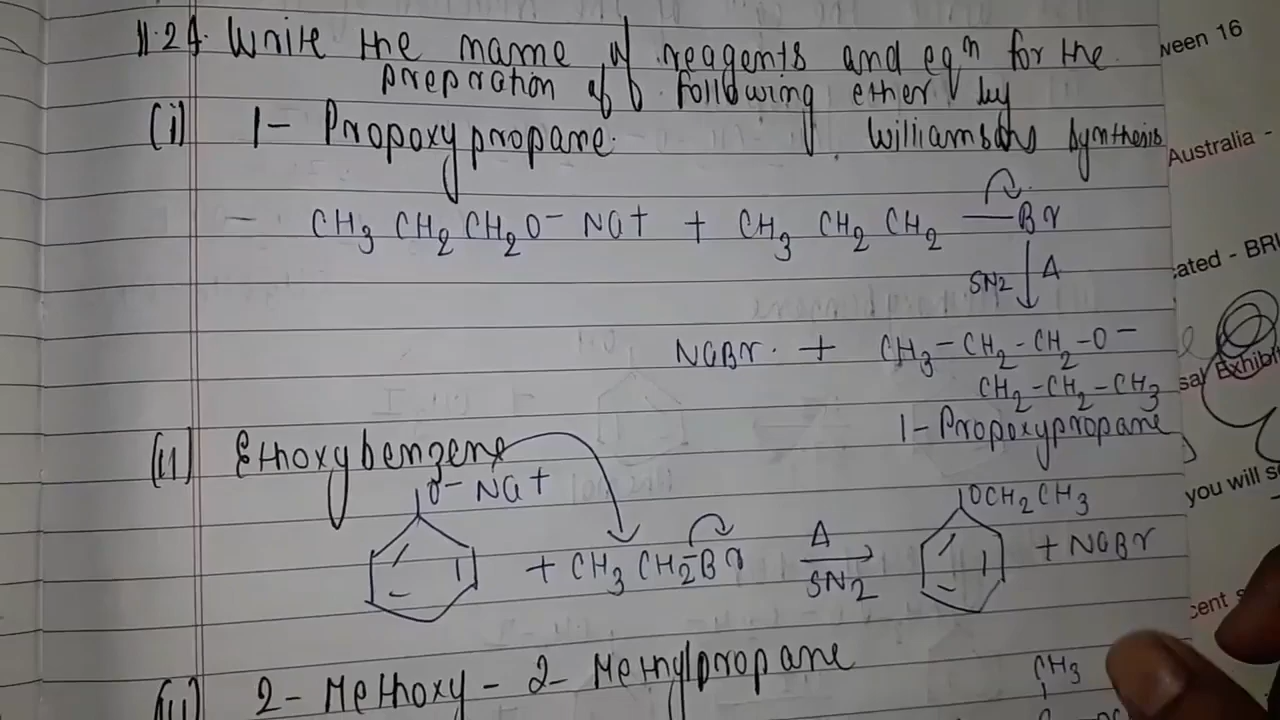 11.24. Write the name of reagents and eqn for the
prepration of following ether by
(i) 1- Propoxypropane. Williamsons synthesis
- CH3 CH2 CH2 O- Na+ + CH3 CH2 CH2 — Br
SN2 Δ
NaBr. + CH3-CH2-CH2-O-
CH2-CH2-CH3
1-Propoxypropane
(ii) Ethoxybenzene
O- Na+ + CH3 CH2-Br Δ SN2 OCH2CH3 + NaBr
(iii) 2-Methoxy-2-Methylpropane
CH3
ween 16
Australia -
ated - BRI
sal Exhibi
you will s
cent s